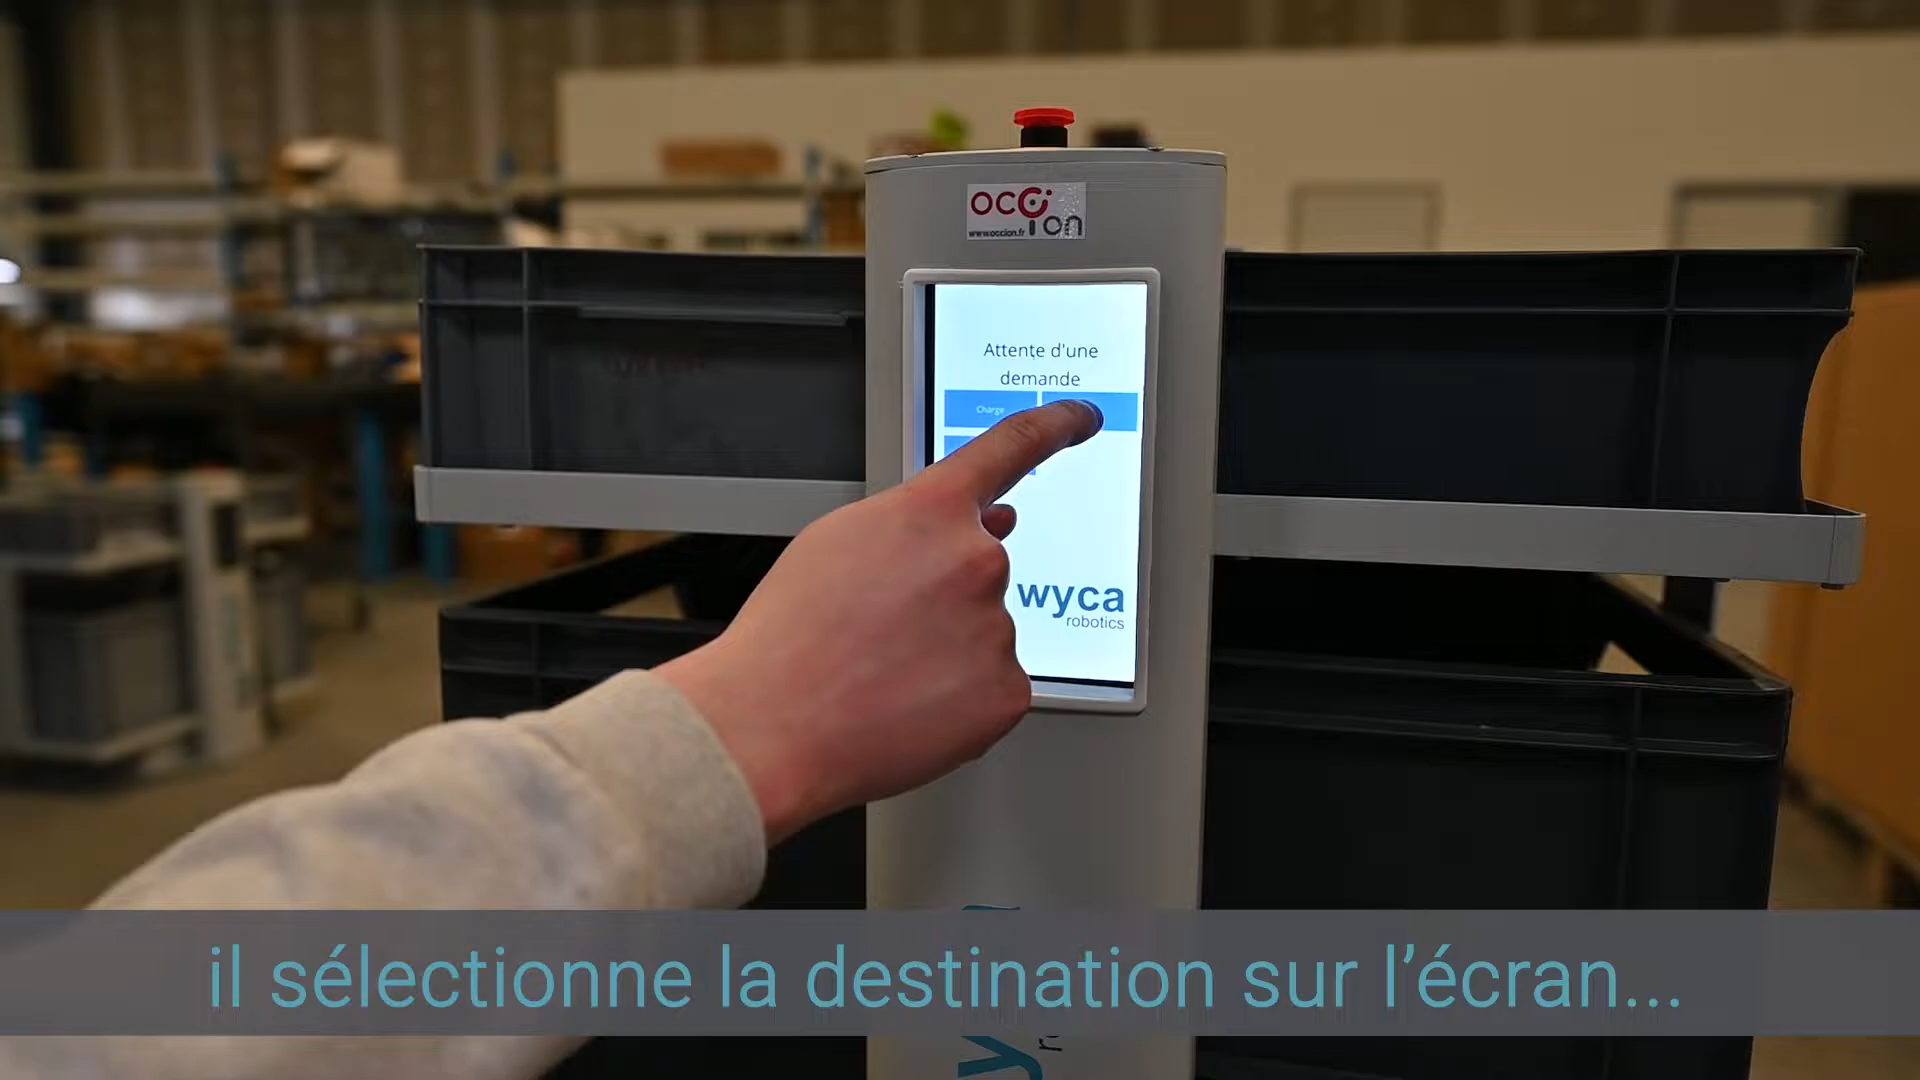 occion
www.occion.fr
Attente d'une
demande
Charge
wyca
robotics
il sélectionne la destination sur l’écran...